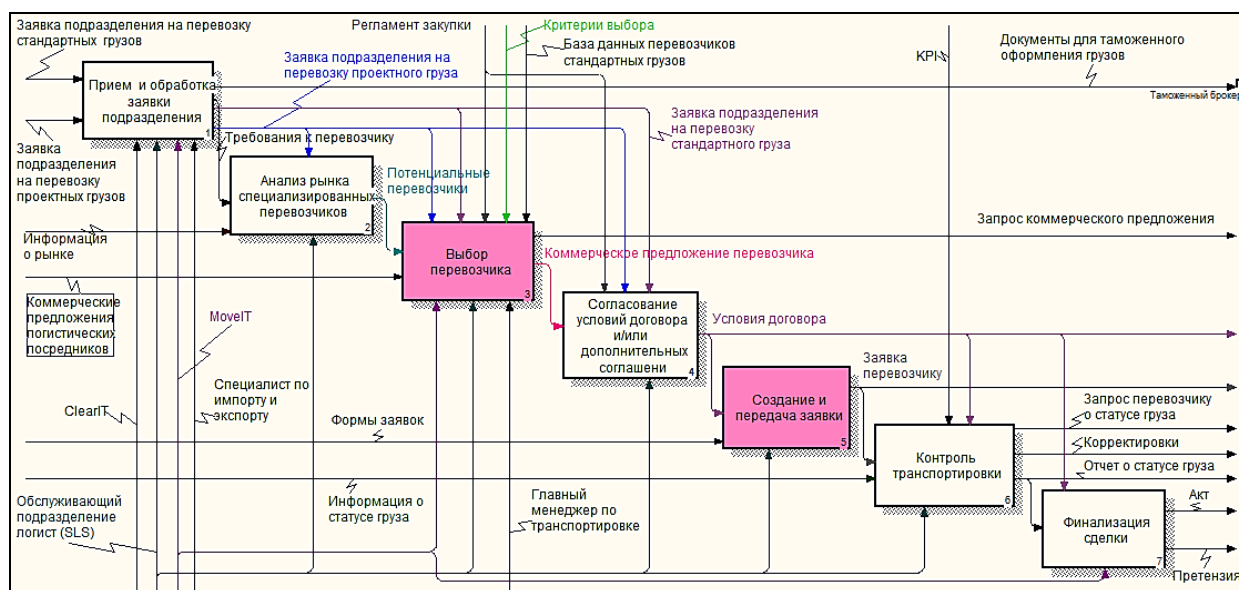 Заявка подразделения на перевозку
стандартных грузов
Регламент закупки
Критерии выбора
База данных перевозчиков
стандартных грузов
KPI
Документы для таможенного
оформления грузов
Таможенный брокер
Заявка подразделения на
перевозку проектного груза
Прием и обработка
заявки
подразделения
1
Заявка
подразделения
на перевозку
проектных грузов
Требования к перевозчику
Заявка подразделения
на перевозку
стандартного груза
Анализ рынка
специализированных
перевозчиков
2
Потенциальные
перевозчики
Информация
о рынке
Выбор
перевозчика
3
Запрос коммерческого предложения
Коммерческое предложение перевозчика
Коммерческие
предложения
логистических
посредников
MoveIT
Согласование
условий договора
и/или
дополнительных
соглашени
4
Условия договора
Специалист по
импорту и
экспорту
ClearIT
Формы заявок
Создание и
передача заявки
5
Заявка
перевозчику
Запрос перевозчику
о статусе груза
Корректировки
Отчет о статусе груза
Контроль
транспортировки
6
Обслуживающий
подразделение
логист (SLS)
Информация о
статусе груза
Главный
менеджер по
транспортировке
Акт
Финализация
сделки
7
Претензия